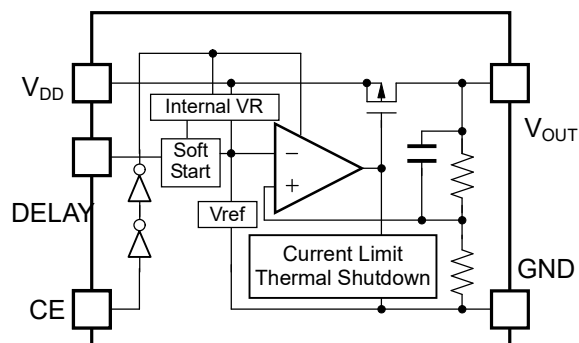 V_DD
Internal VR
V_OUT
Soft
Start
−
+
DELAY
Vref
Current Limit
Thermal Shutdown
GND
CE